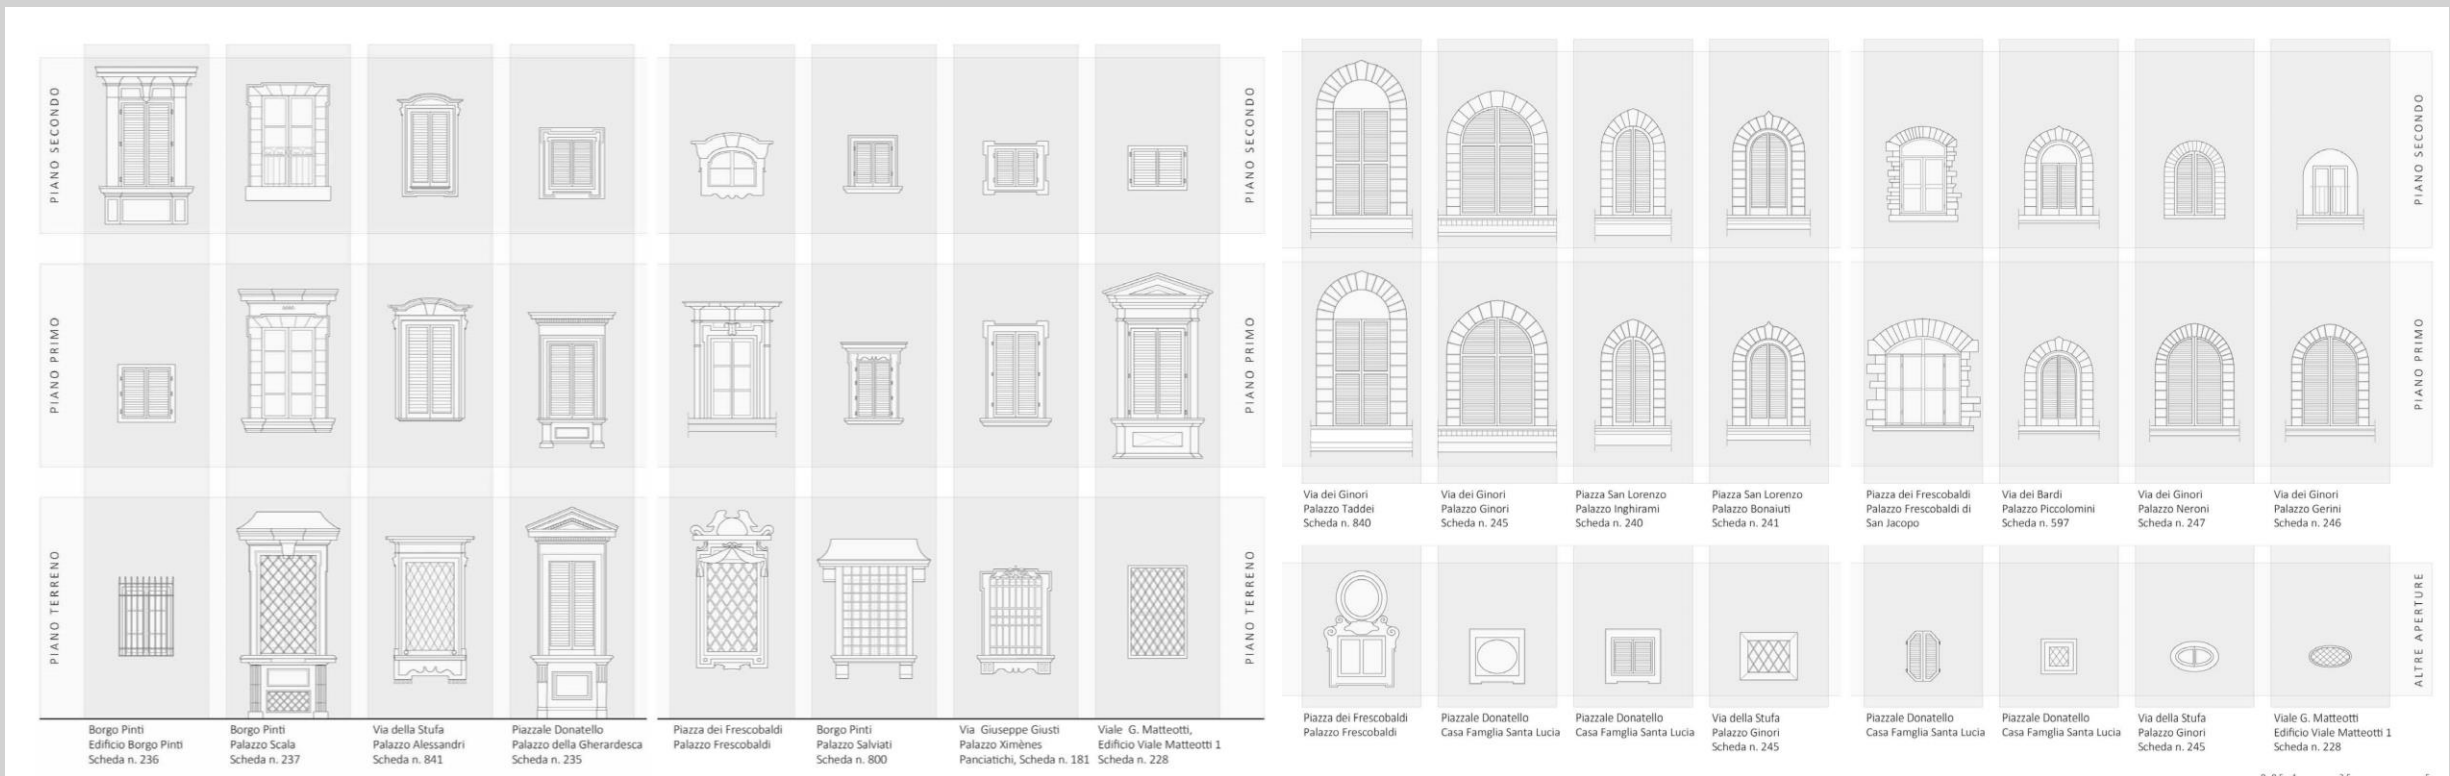 PIANO SECONDO
PIANO SECONDO
PIANO SECONDO
PIANO PRIMO
PIANO PRIMO
PIANO PRIMO
PIANO TERRENO
PIANO TERRENO
ALTRE APERTURE
Borgo Pinti
Edificio Borgo Pinti
Scheda n. 236
Borgo Pinti
Palazzo Scala
Scheda n. 237
Via della Stufa
Palazzo Alessandri
Scheda n. 841
Piazzale Donatello
Palazzo della Gherardesca
Scheda n. 235
Piazza dei Frescobaldi
Palazzo Frescobaldi
Borgo Pinti
Palazzo Salviati
Scheda n. 800
Via Giuseppe Giusti
Palazzo Ximènes
Panciatichi, Scheda n. 181
Viale G. Matteotti,
Edificio Viale Matteotti 1
Scheda n. 228
Via dei Ginori
Palazzo Taddei
Scheda n. 840
Via dei Ginori
Palazzo Ginori
Scheda n. 245
Piazza San Lorenzo
Palazzo Inghirami
Scheda n. 240
Piazza San Lorenzo
Palazzo Bonaiuti
Scheda n. 241
Piazza dei Frescobaldi
Palazzo Frescobaldi di
San Jacopo
Via dei Bardi
Palazzo Piccolomini
Scheda n. 597
Via dei Ginori
Palazzo Neroni
Scheda n. 247
Via dei Ginori
Palazzo Gerini
Scheda n. 246
Piazza dei Frescobaldi
Palazzo Frescobaldi
Piazzale Donatello
Casa Famglia Santa Lucia
Piazzale Donatello
Casa Famglia Santa Lucia
Via della Stufa
Palazzo Ginori
Scheda n. 245
Piazzale Donatello
Casa Famglia Santa Lucia
Piazzale Donatello
Casa Famglia Santa Lucia
Via della Stufa
Palazzo Ginori
Scheda n. 245
Viale G. Matteotti
Edificio Viale Matteotti 1
Scheda n. 228